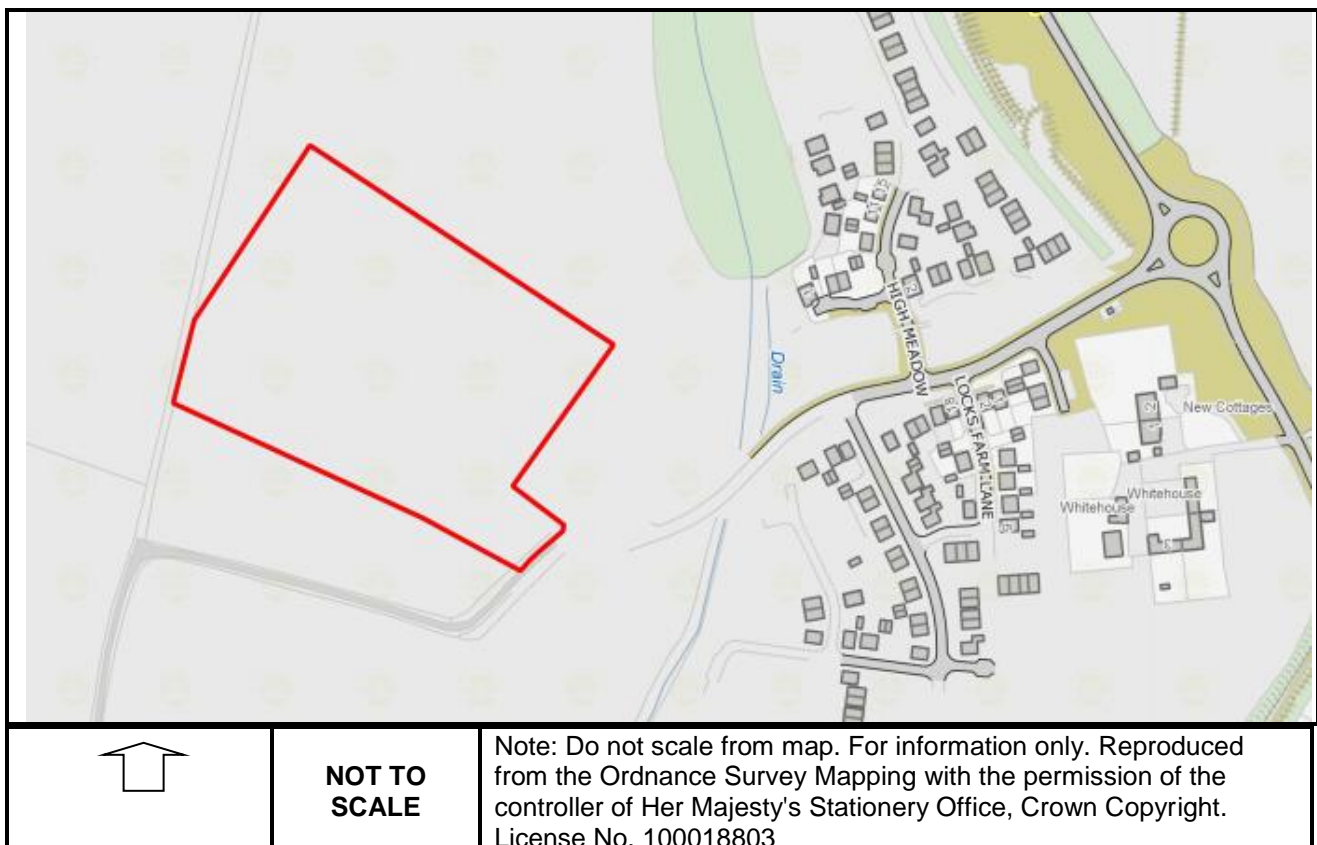 HIGH MEADOW
Drain
LOCKS FARM LANE
New Cottages
Whitehouse
Whitehouse
NOT TO
SCALE
Note: Do not scale from map. For information only. Reproduced
from the Ordnance Survey Mapping with the permission of the
controller of Her Majesty's Stationery Office, Crown Copyright.
License No. 100018803